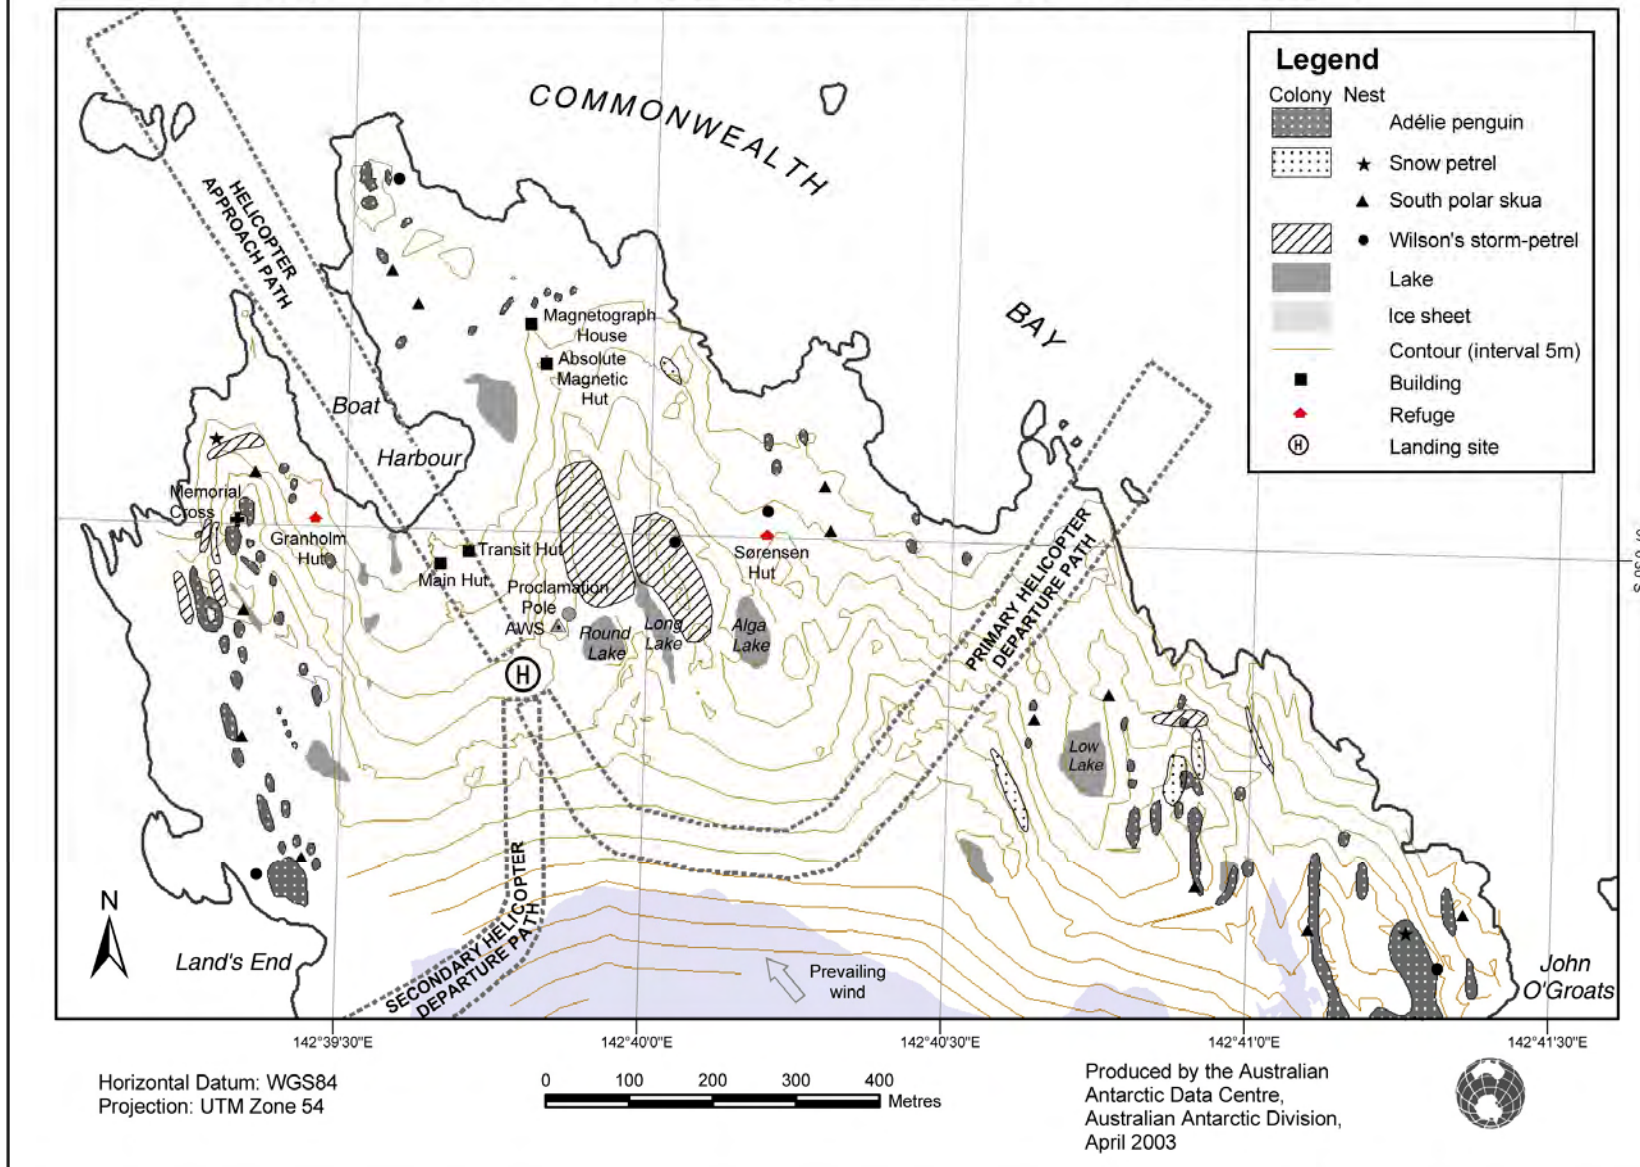 COMMONWEALTH
BAY
Legend
Colony Nest
Adélie penguin
Snow petrel
South polar skua
Wilson's storm-petrel
Lake
Ice sheet
Contour (interval 5m)
Building
Refuge
H Landing site
HELICOPTER
APPROACH PATH
Magnetograph
House
Absolute
Magnetic
Hut
Boat
Harbour
Memorial
Cross
Granholm
Hut
Transit Hut
Main Hut
Proclamation
Pole
AWS
Round
Lake
Long
Lake
Alga
Lake
Sørensen
Hut
H
PRIMARY HELICOPTER
DEPARTURE PATH
Low
Lake
SECONDARY HELICOPTER
DEPARTURE PATH
N
Land's End
Prevailing
wind
John
O'Groats
142°39'30"E
142°40'0"E
142°40'30"E
142°41'0"E
142°41'30"E
Horizontal Datum: WGS84
Projection: UTM Zone 54
0 100 200 300 400
Metres
Produced by the Australian
Antarctic Data Centre,
Australian Antarctic Division,
April 2003